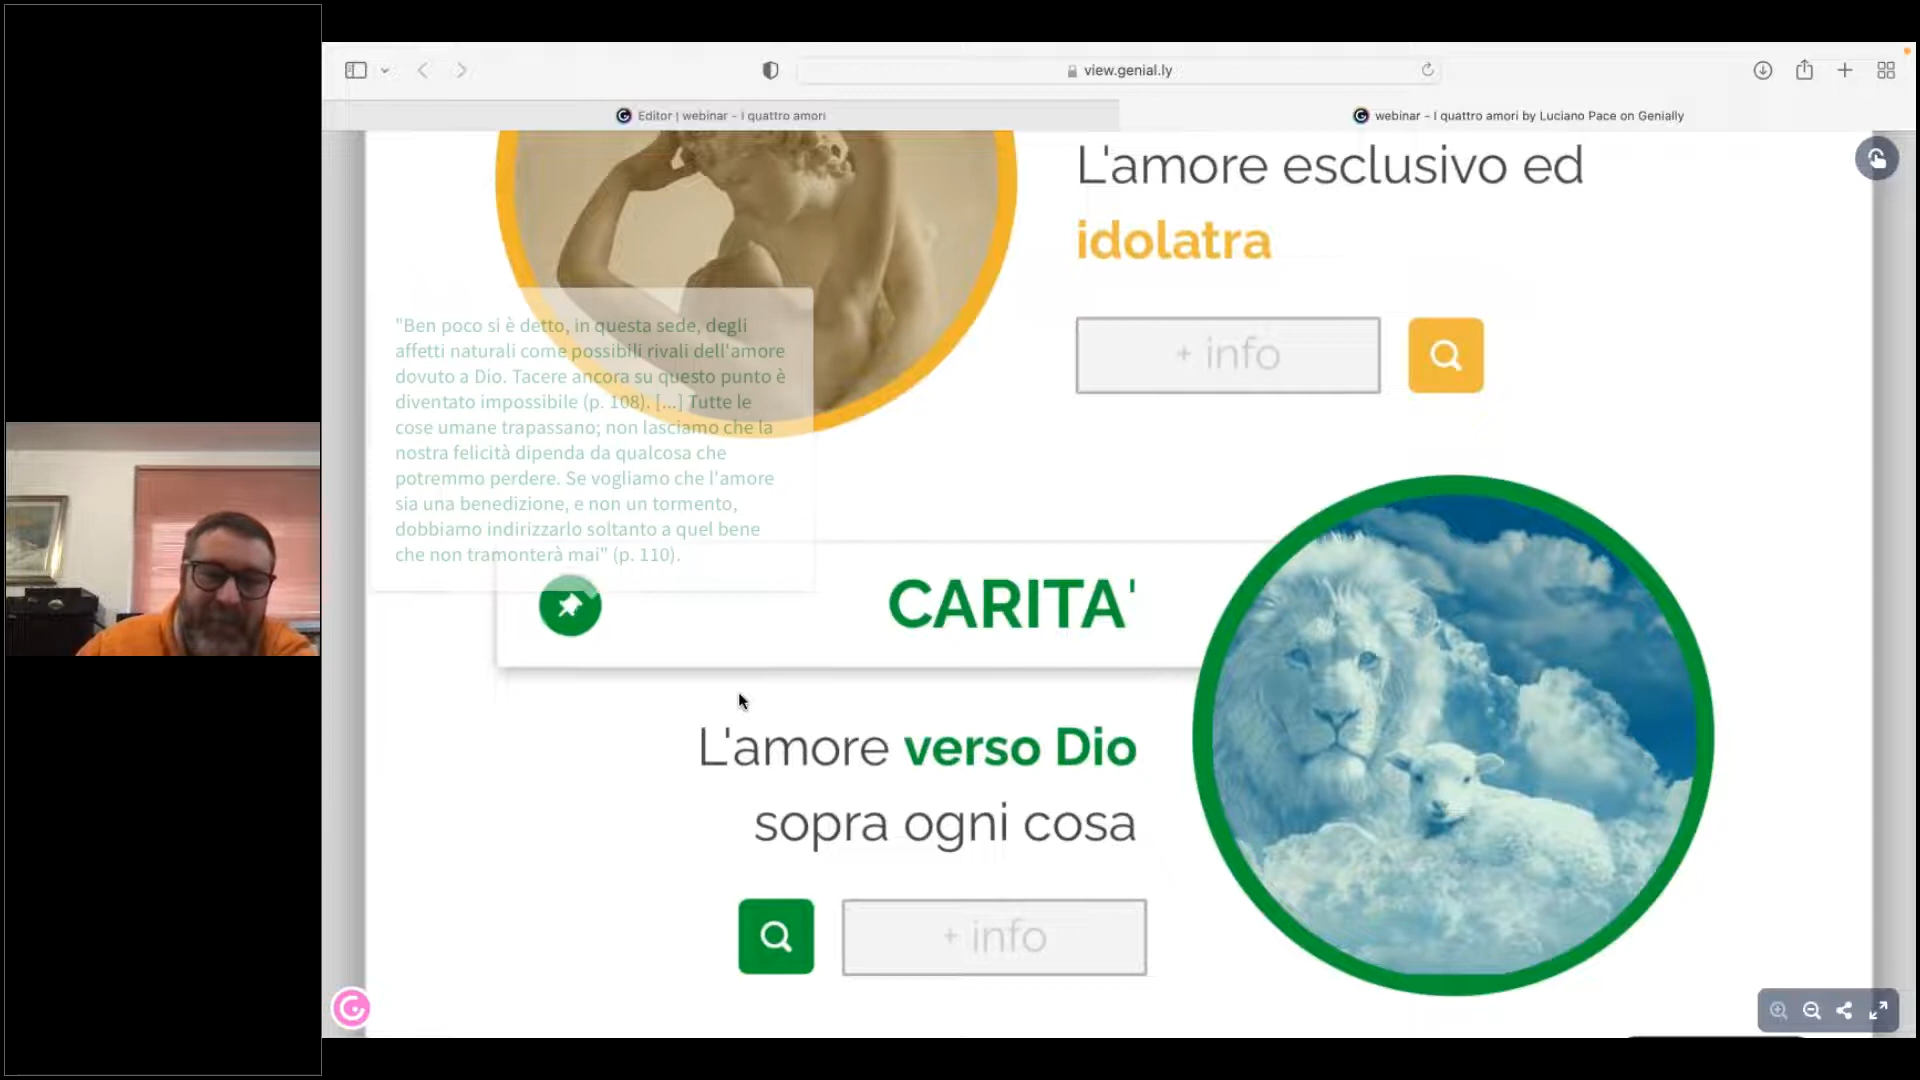 view.genial.ly
Editor | webinar - i quattro amori
webinar - I quattro amori by Luciano Pace on Genially
L'amore esclusivo ed
idolatra
+ info
"Ben poco si è detto, in questa sede, degli
affetti naturali come possibili rivali dell'amore
dovuto a Dio. Tacere ancora su questo punto è
diventato impossibile (p. 108). [...] Tutte le
cose umane trapassano; non lasciamo che la
nostra felicità dipenda da qualcosa che
potremmo perdere. Se vogliamo che l'amore
sia una benedizione, e non un tormento,
dobbiamo indirizzarlo soltanto a quel bene
che non tramonterà mai" (p. 110).
CARITA'
L'amore verso Dio
sopra ogni cosa
+ info